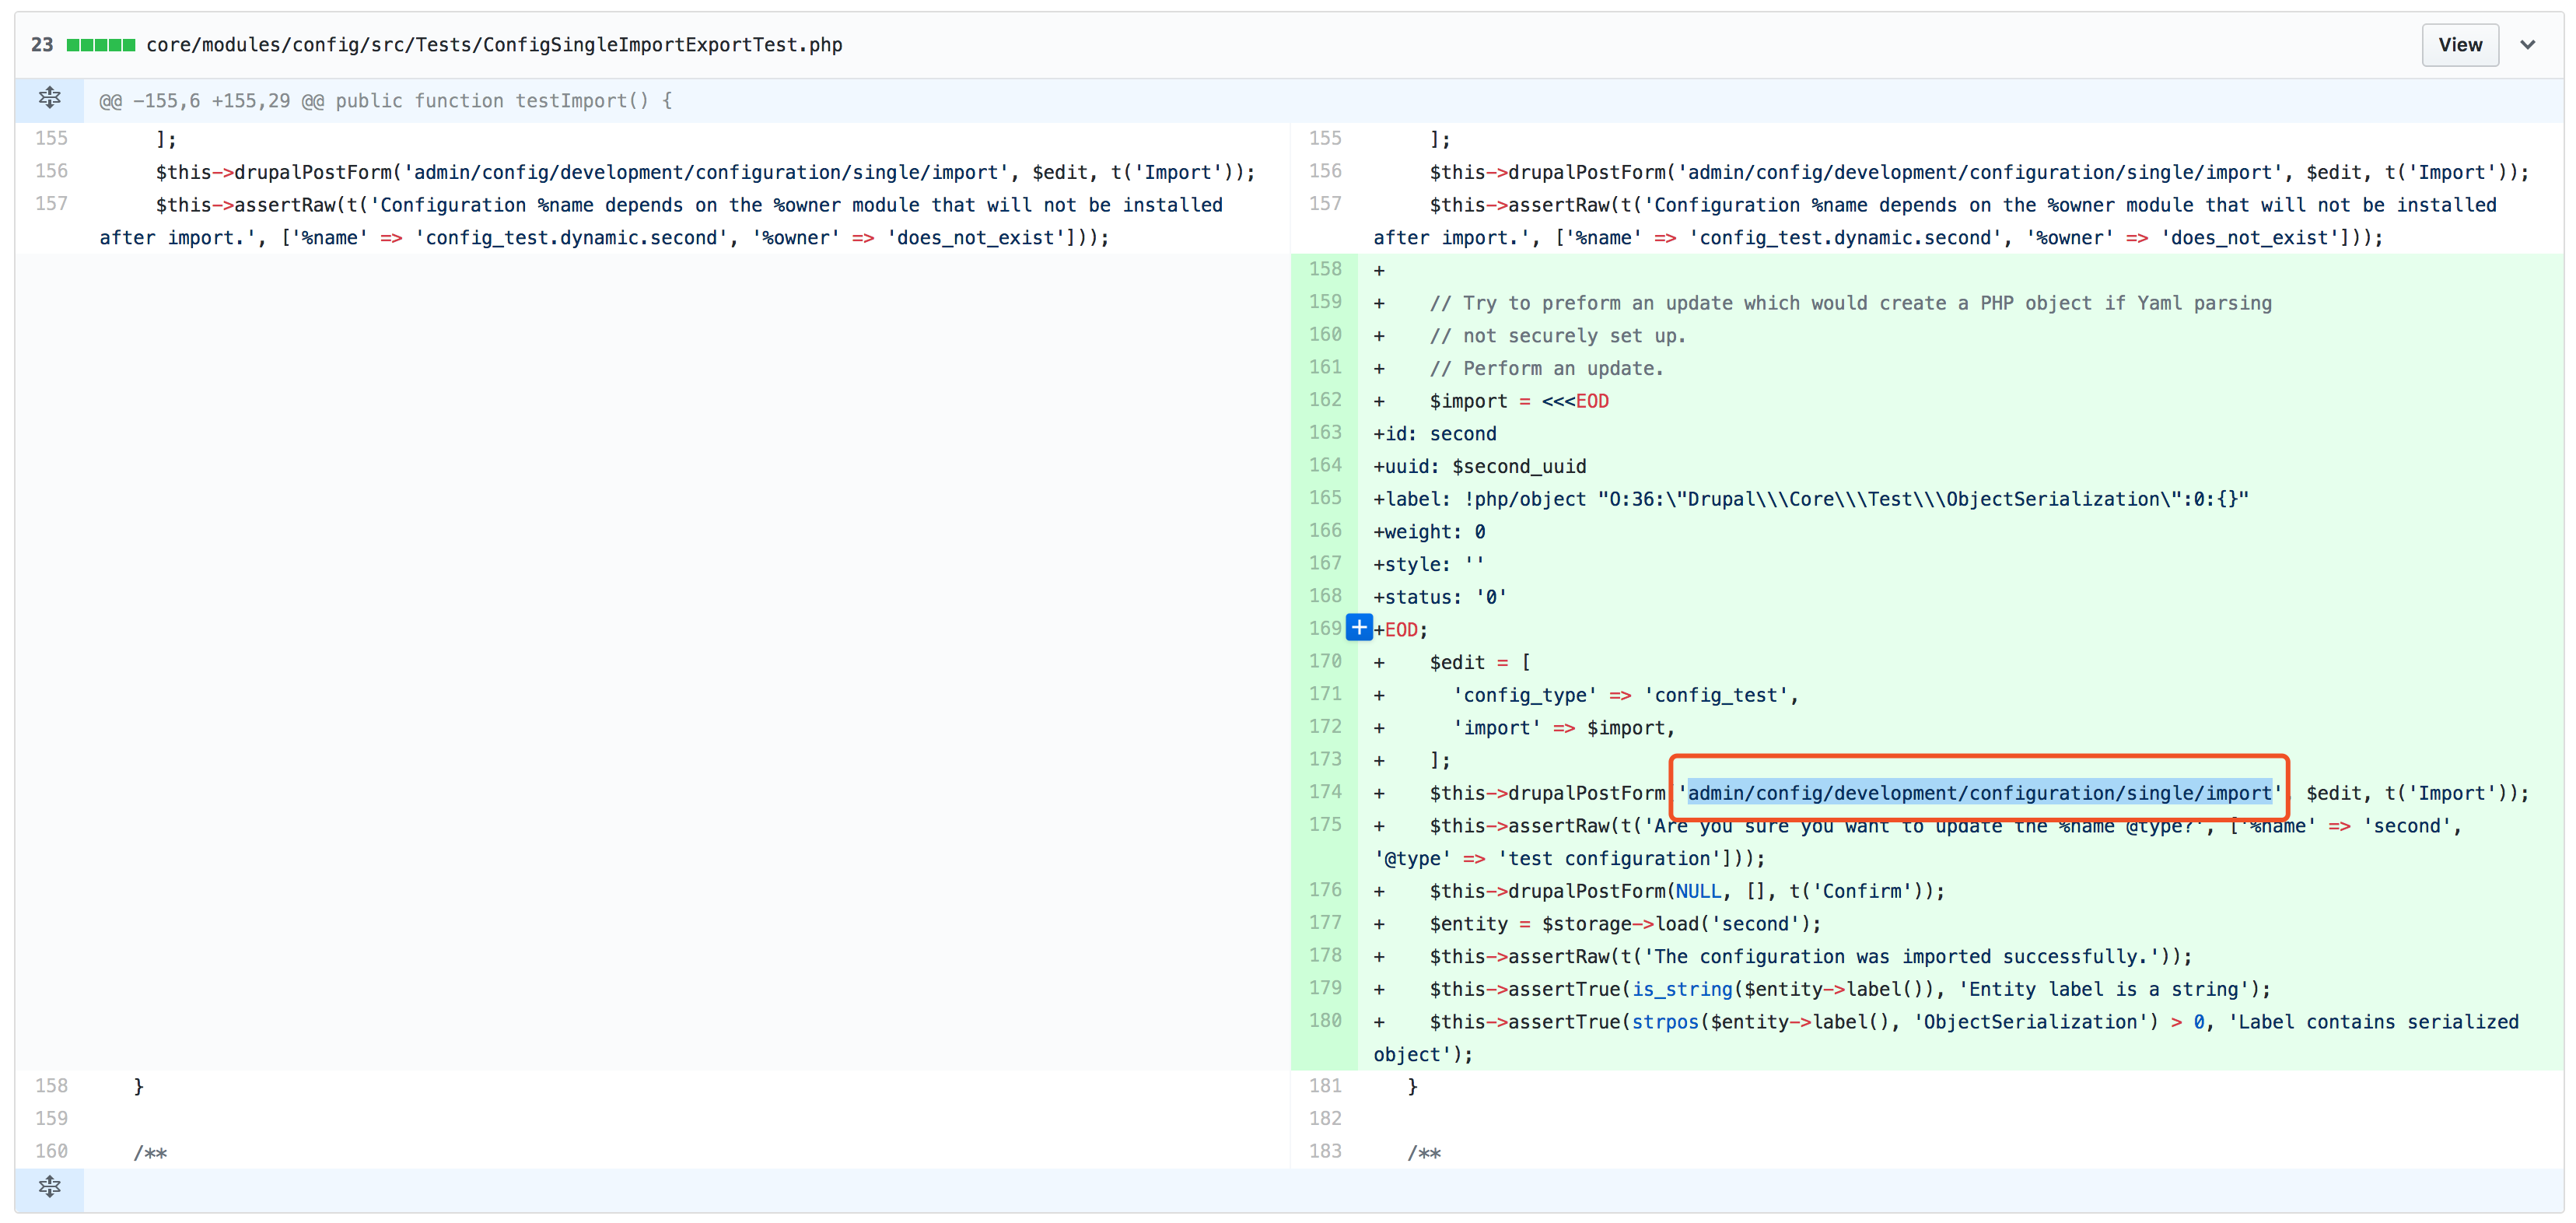 23 core/modules/config/src/Tests/ConfigSingleImportExportTest.php View
@@ -155,6 +155,29 @@ public function testImport() {
155 ];
156 $this->drupalPostForm('admin/config/development/configuration/single/import', $edit, t('Import'));
157 $this->assertRaw(t('Configuration %name depends on the %owner module that will not be installed
after import.', ['%name' => 'config_test.dynamic.second', '%owner' => 'does_not_exist']));
158 }
159
160 /**
155 ];
156 $this->drupalPostForm('admin/config/development/configuration/single/import', $edit, t('Import'));
157 $this->assertRaw(t('Configuration %name depends on the %owner module that will not be installed
after import.', ['%name' => 'config_test.dynamic.second', '%owner' => 'does_not_exist']));
158 +
159 + // Try to preform an update which would create a PHP object if Yaml parsing
160 + // not securely set up.
161 + // Perform an update.
162 + $import = <<<EOD
163 +id: second
164 +uuid: $second_uuid
165 +label: !php/object "O:36:\"Drupal\\\Core\\\Test\\\ObjectSerialization\":0:{}"
166 +weight: 0
167 +style: ''
168 +status: '0'
169 +EOD;
170 + $edit = [
171 + 'config_type' => 'config_test',
172 + 'import' => $import,
173 + ];
174 + $this->drupalPostForm 'admin/config/development/configuration/single/import' $edit, t('Import'));
175 + $this->assertRaw(t('Are you sure you want to update the %name @type?', ['%name' => 'second',
'@type' => 'test configuration']));
176 + $this->drupalPostForm(NULL, [], t('Confirm'));
177 + $entity = $storage->load('second');
178 + $this->assertRaw(t('The configuration was imported successfully.'));
179 + $this->assertTrue(is_string($entity->label()), 'Entity label is a string');
180 + $this->assertTrue(strpos($entity->label(), 'ObjectSerialization') > 0, 'Label contains serialized
object');
181 }
182
183 /**